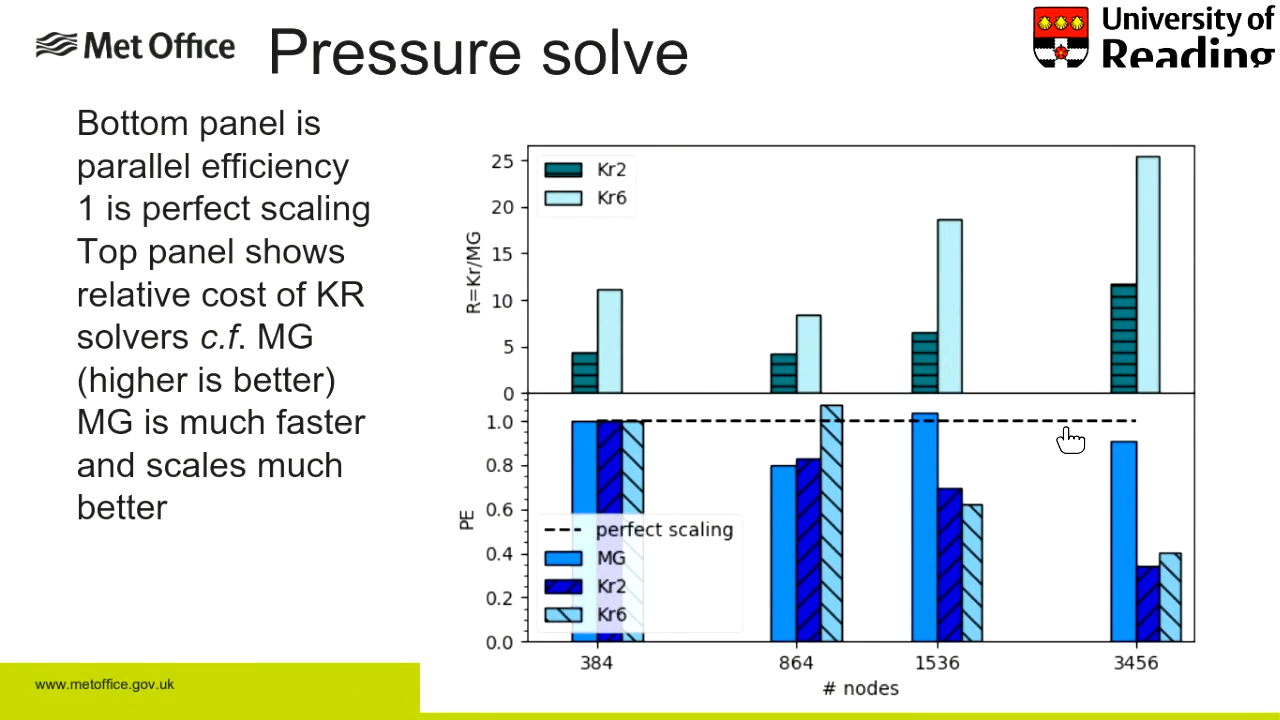 Met Office
Pressure solve
University of
Reading
Bottom panel is
parallel efficiency
1 is perfect scaling
Top panel shows
relative cost of KR
solvers c.f. MG
(higher is better)
MG is much faster
and scales much
better
25
20
15
10
5
0
R=Kr/MG
Kr2
Kr6
1.0
0.8
0.6
0.4
0.2
0.0
PE
perfect scaling
MG
Kr2
Kr6
384
864
1536
3456
# nodes
www.metoffice.gov.uk